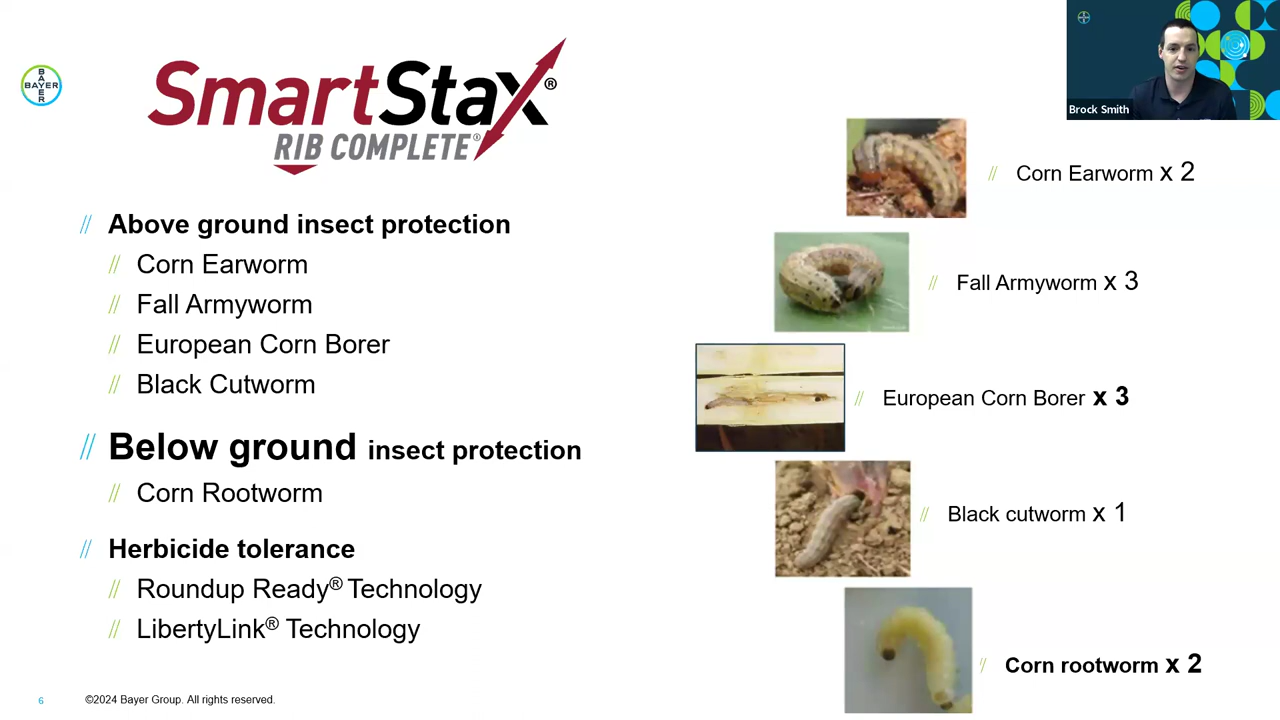 BAYER
BAYER
SmartStax®
RIB COMPLETE®
Brock Smith
// Above ground insect protection
// Corn Earworm
// Fall Armyworm
// European Corn Borer
// Black Cutworm
// Below ground insect protection
// Corn Rootworm
// Herbicide tolerance
// Roundup Ready® Technology
// LibertyLink® Technology
// Corn Earworm x 2
// Fall Armyworm x 3
// European Corn Borer x 3
// Black cutworm x 1
// Corn rootworm x 2
6
©2024 Bayer Group. All rights reserved.